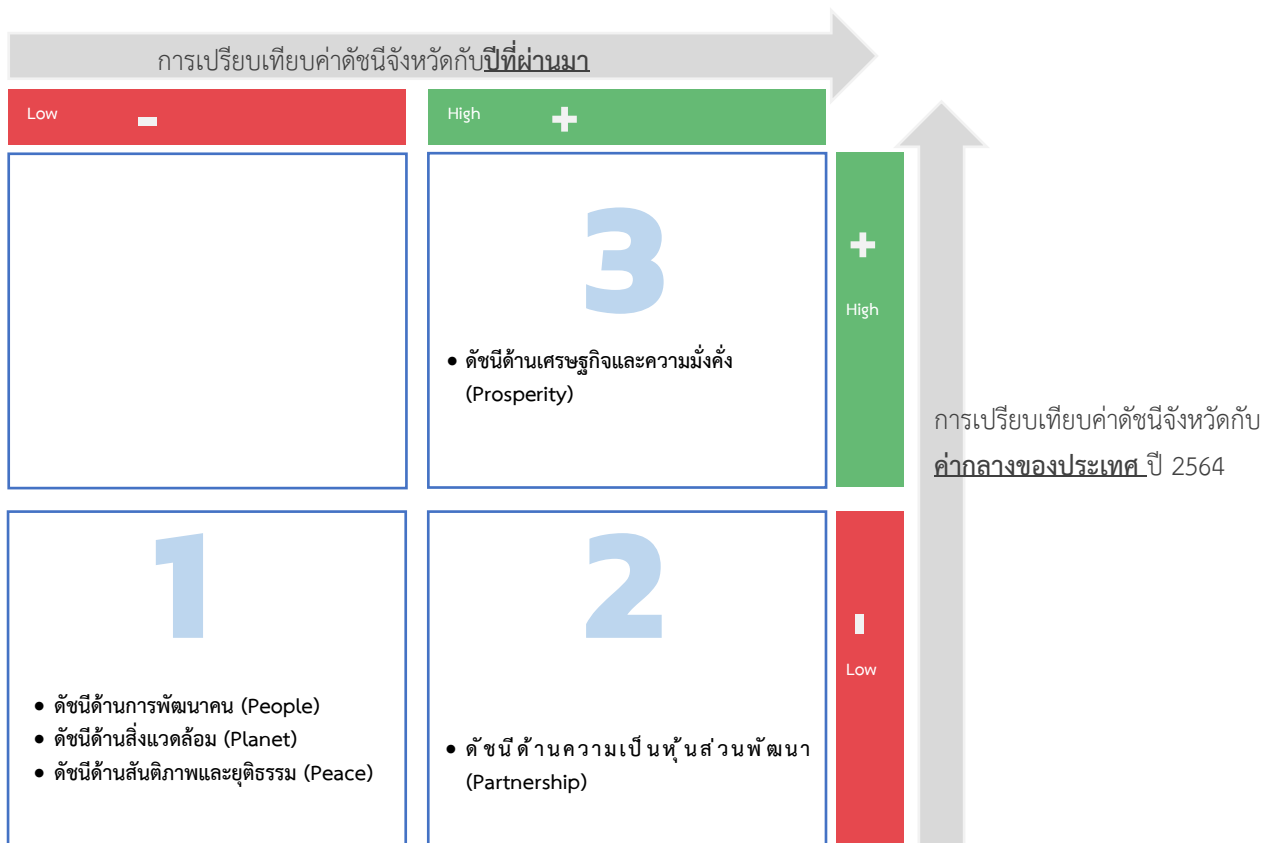 การเปรียบเทียบค่าดัชนีจังหวัดกับปีที่ผ่านมา
Low -
High +
3
• ดัชนีด้านเศรษฐกิจและความมั่งคั่ง
(Prosperity)
+
High
การเปรียบเทียบค่าดัชนีจังหวัดกับ
ค่ากลางของประเทศ ปี 2564
1
• ดัชนีด้านการพัฒนาคน (People)
• ดัชนีด้านสิ่งแวดล้อม (Planet)
• ดัชนีด้านสันติภาพและยุติธรรม (Peace)
2
• ดัชนีด้านความเป็นหุ้นส่วนพัฒนา
(Partnership)
-
Low